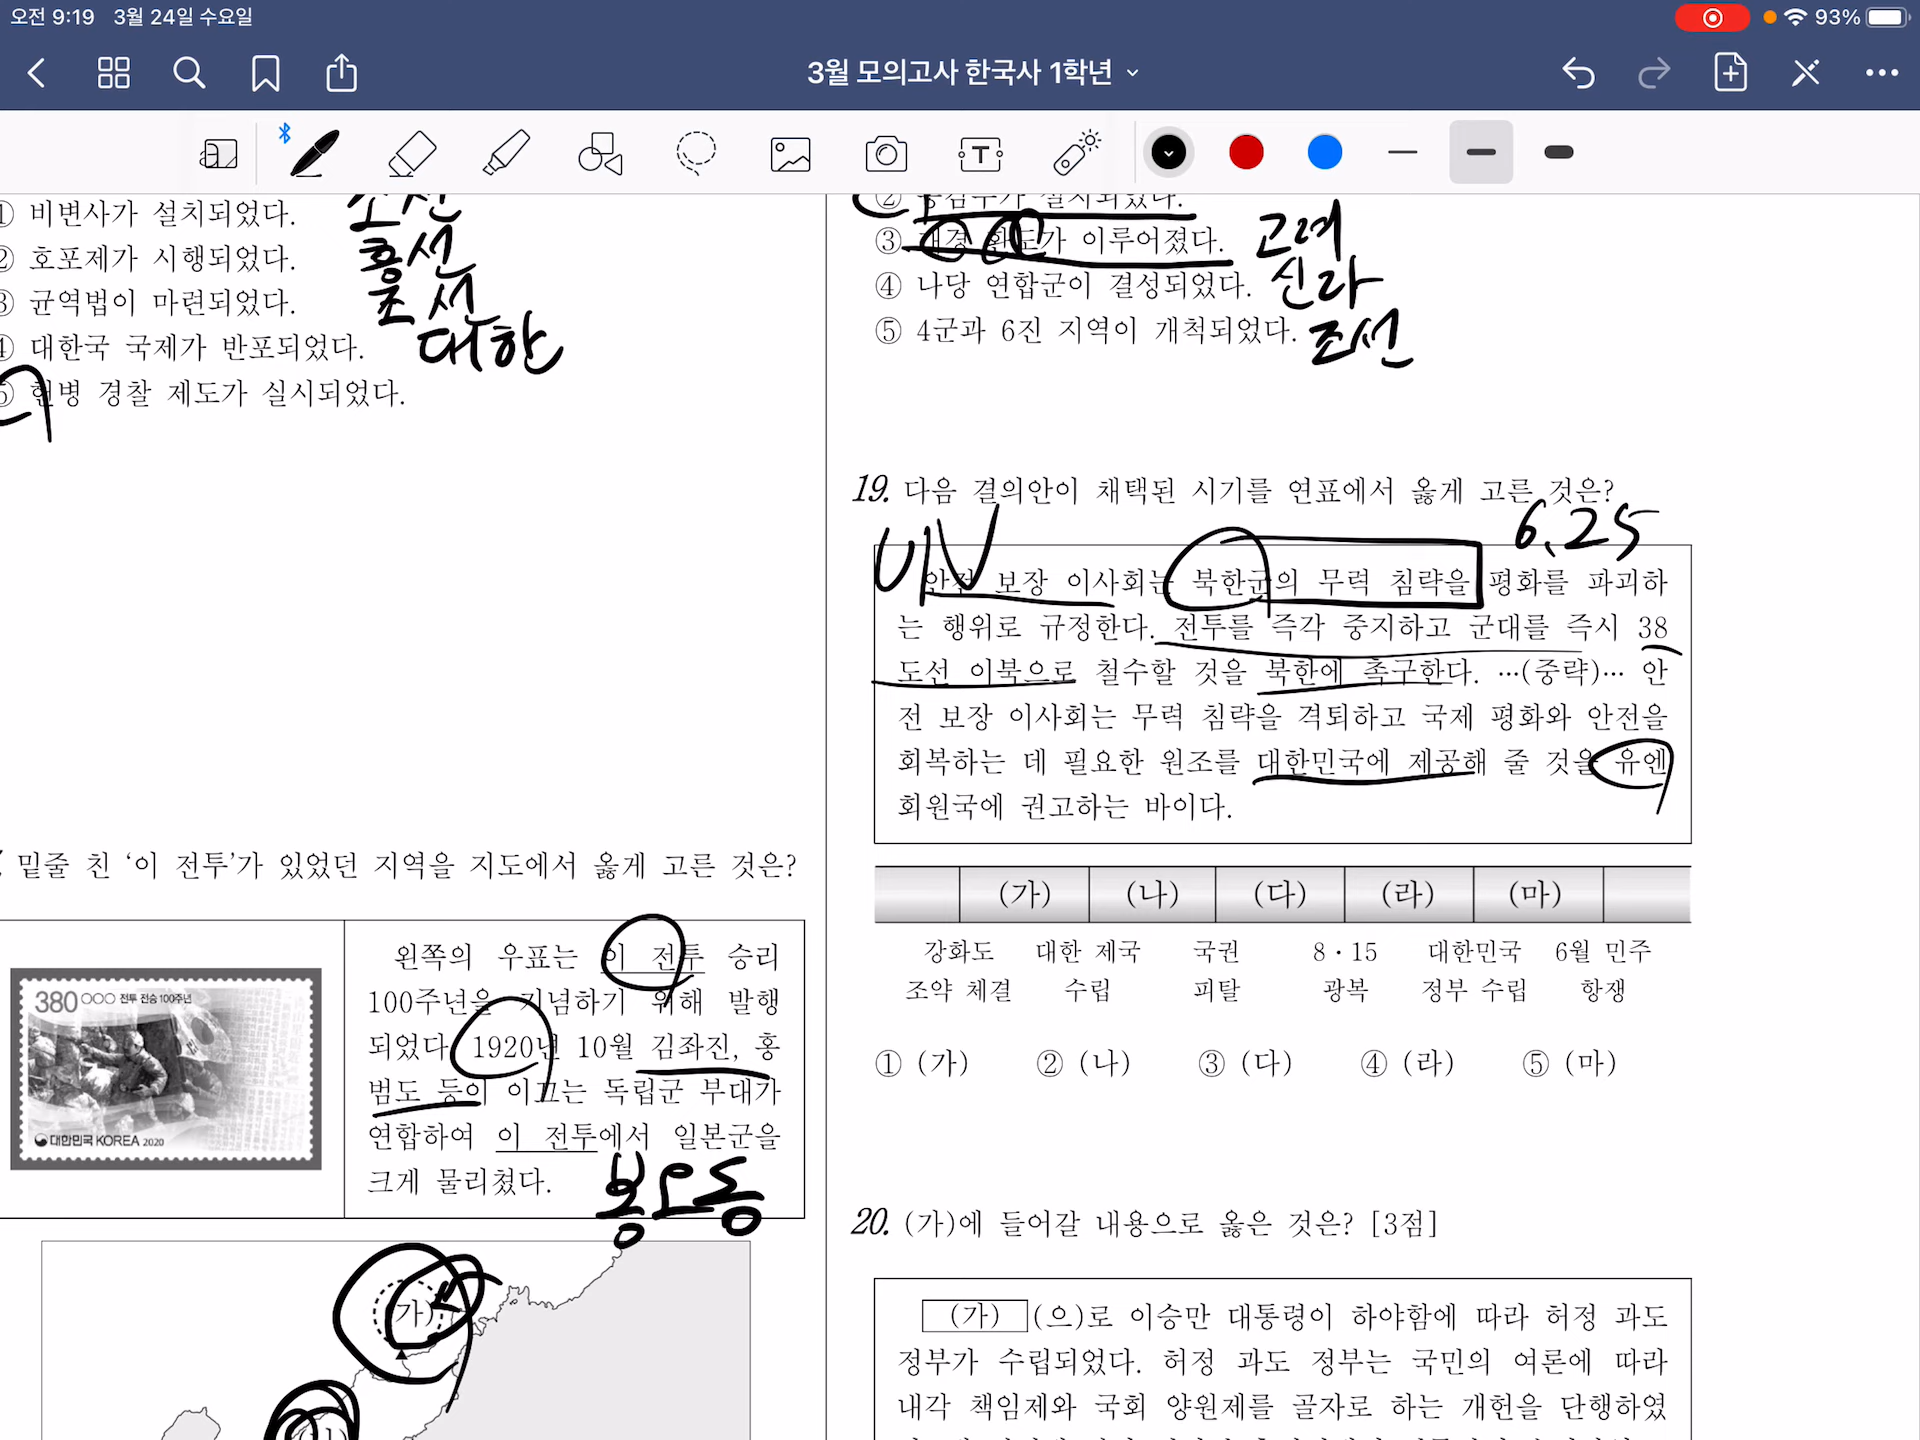 오전 9:19 3월 24일 수요일
93%
3월 모의고사 한국사 1학년
① 비변사가 설치되었다.
② 호포제가 시행되었다. 흥선
③ 균역법이 마련되었다. 조선
④ 대한국 국제가 반포되었다. 대한
⑤ 헌병 경찰 제도가 실시되었다.
밑줄 친 ‘이 전투’가 있었던 지역을 지도에서 옳게 고른 것은?
380 ○○○ 전투 전승 100주년
대한민국 KOREA 2020
왼쪽의 우표는 이 전투 승리
100주년을 기념하기 위해 발행
되었다. 1920년 10월 김좌진, 홍
범도 등이 이끄는 독립군 부대가
연합하여 이 전투에서 일본군을
크게 물리쳤다.
봉오동
(가)
③ 개경 환도가 이루어졌다. 고려
④ 나당 연합군이 결성되었다. 신라
⑤ 4군과 6진 지역이 개척되었다. 조선
19. 다음 결의안이 채택된 시기를 연표에서 옳게 고른 것은?
UN
6.25
안전 보장 이사회는 북한군의 무력 침략을 평화를 파괴하
는 행위로 규정한다. 전투를 즉각 중지하고 군대를 즉시 38
도선 이북으로 철수할 것을 북한에 촉구한다. …(중략)… 안
전 보장 이사회는 무력 침략을 격퇴하고 국제 평화와 안전을
회복하는 데 필요한 원조를 대한민국에 제공해 줄 것을 유엔
회원국에 권고하는 바이다.
(가) (나) (다) (라) (마)
강화도 대한 제국 국권 8·15 대한민국 6월 민주
조약 체결 수립 피탈 광복 정부 수립 항쟁
① (가) ② (나) ③ (다) ④ (라) ⑤ (마)
20. (가)에 들어갈 내용으로 옳은 것은? [3점]
(가) (으)로 이승만 대통령이 하야함에 따라 허정 과도
정부가 수립되었다. 허정 과도 정부는 국민의 여론에 따라
내각 책임제와 국회 양원제를 골자로 하는 개헌을 단행하였